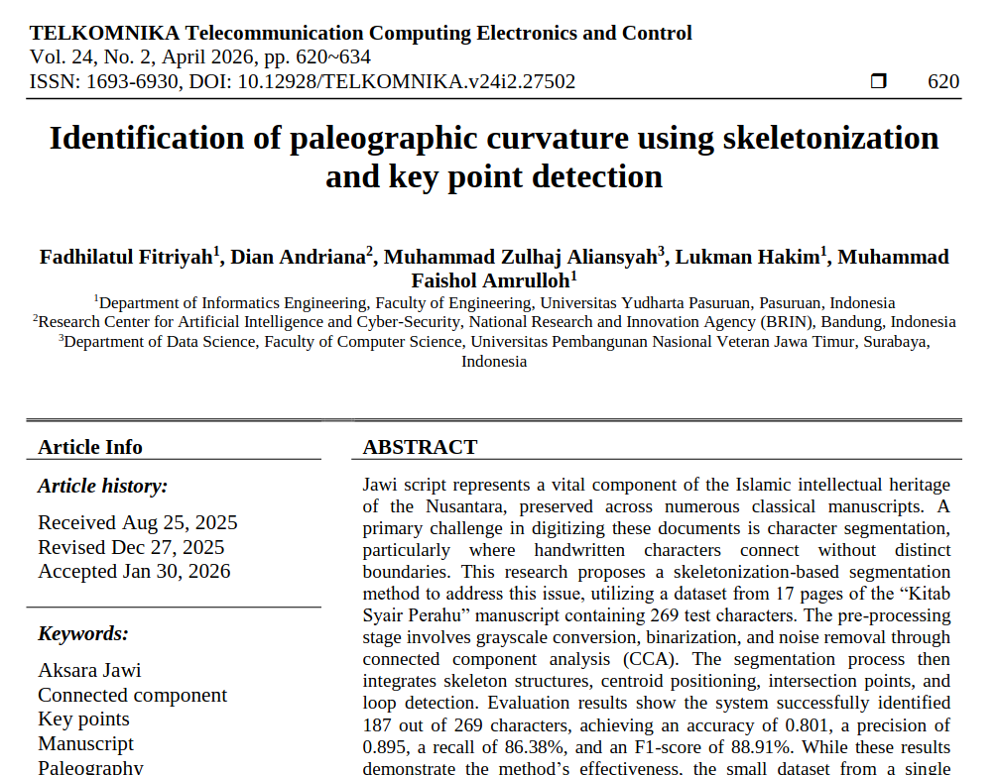 TELKOMNIKA Telecommunication Computing Electronics and Control
Vol. 24, No. 2, April 2026, pp. 620~634
ISSN: 1693-6930, DOI: 10.12928/TELKOMNIKA.v24i2.27502 ❒ 620
Identification of paleographic curvature using skeletonization
and key point detection
Fadhilatul Fitriyah1, Dian Andriana2, Muhammad Zulhaj Aliansyah3, Lukman Hakim1, Muhammad
Faishol Amrulloh1
1Department of Informatics Engineering, Faculty of Engineering, Universitas Yudharta Pasuruan, Pasuruan, Indonesia
2Research Center for Artificial Intelligence and Cyber-Security, National Research and Innovation Agency (BRIN), Bandung, Indonesia
3Department of Data Science, Faculty of Computer Science, Universitas Pembangunan Nasional Veteran Jawa Timur, Surabaya,
Indonesia
Article Info
Article history:
Received Aug 25, 2025
Revised Dec 27, 2025
Accepted Jan 30, 2026
Keywords:
Aksara Jawi
Connected component
Key points
Manuscript
Paleography
ABSTRACT
Jawi script represents a vital component of the Islamic intellectual heritage
of the Nusantara, preserved across numerous classical manuscripts. A
primary challenge in digitizing these documents is character segmentation,
particularly where handwritten characters connect without distinct
boundaries. This research proposes a skeletonization-based segmentation
method to address this issue, utilizing a dataset from 17 pages of the “Kitab
Syair Perahu” manuscript containing 269 test characters. The pre-processing
stage involves grayscale conversion, binarization, and noise removal through
connected component analysis (CCA). The segmentation process then
integrates skeleton structures, centroid positioning, intersection points, and
loop detection. Evaluation results show the system successfully identified
187 out of 269 characters, achieving an accuracy of 0.801, a precision of
0.895, a recall of 86.38%, and an F1-score of 88.91%. While these results
demonstrate the method’s effectiveness, the small dataset from a single